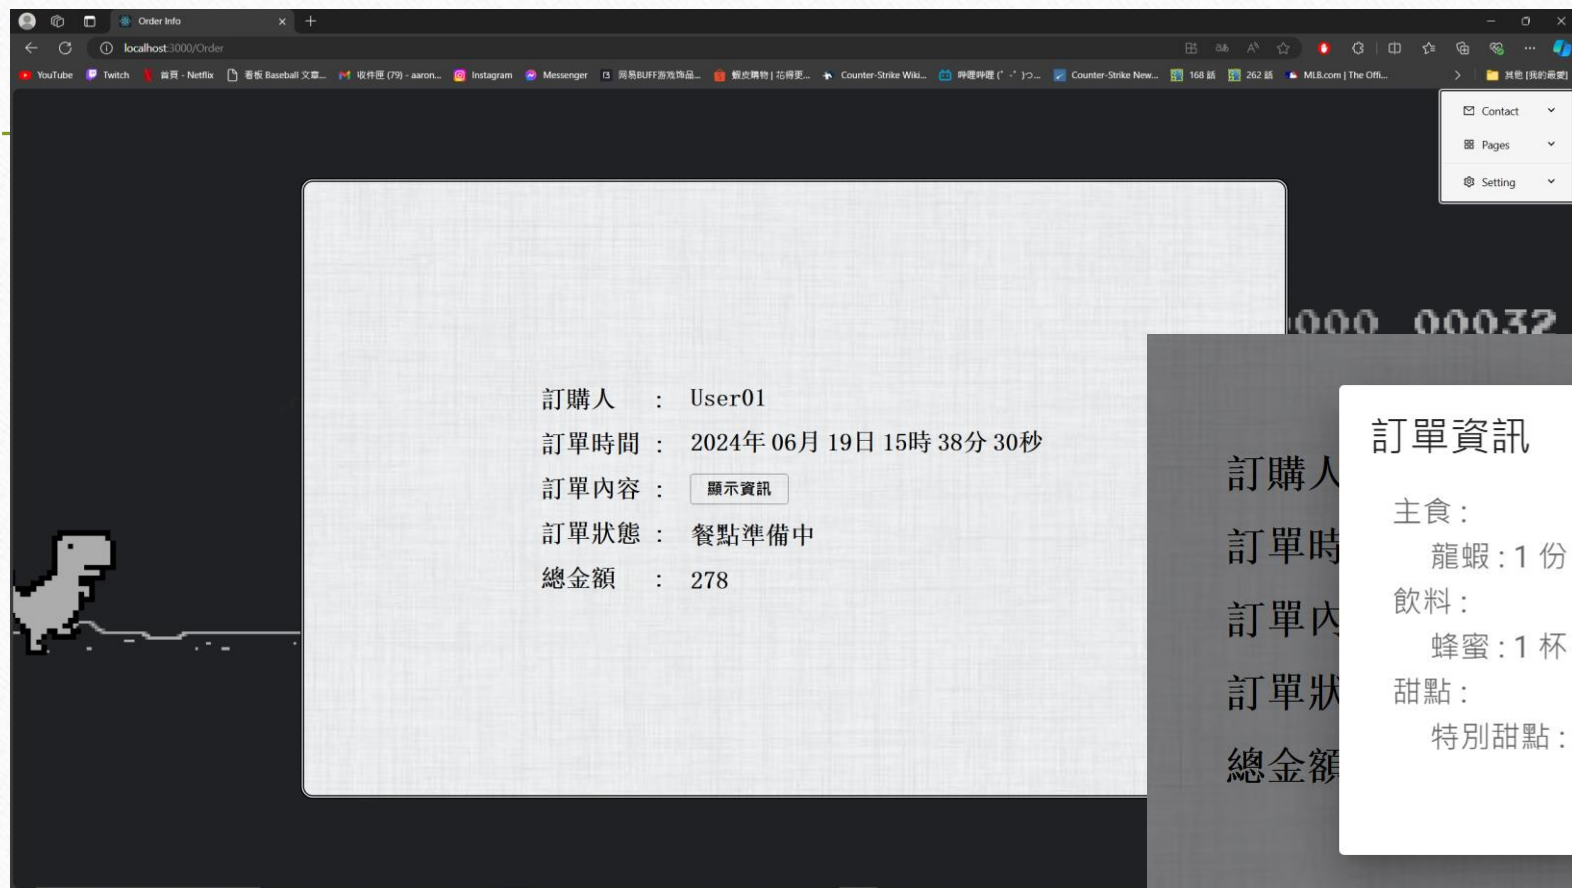 Order Info
localhost:3000/Order
YouTube
Twitch
首頁 - Netflix
看板 Baseball 文章...
收件匣 (79) - aaron...
Instagram
Messenger
网易BUFF游戏饰品...
蝦皮購物 | 花得更...
Counter-Strike Wiki...
哔哩哔哩 (゜-゜)つ...
Counter-Strike New...
168 話
262 話
MLB.com | The Offi...
其他 [我的最愛]
Contact
Pages
Setting
000 00032
訂購人 : User01
訂單時間 : 2024年 06月 19日 15時 38分 30秒
訂單內容 : 顯示資訊
訂單狀態 : 餐點準備中
總金額 : 278
訂購人
訂單時
訂單內
訂單狀
總金額
訂單資訊
主食 :
龍蝦 : 1 份
飲料 :
蜂蜜 : 1 杯
甜點 :
特別甜點 :